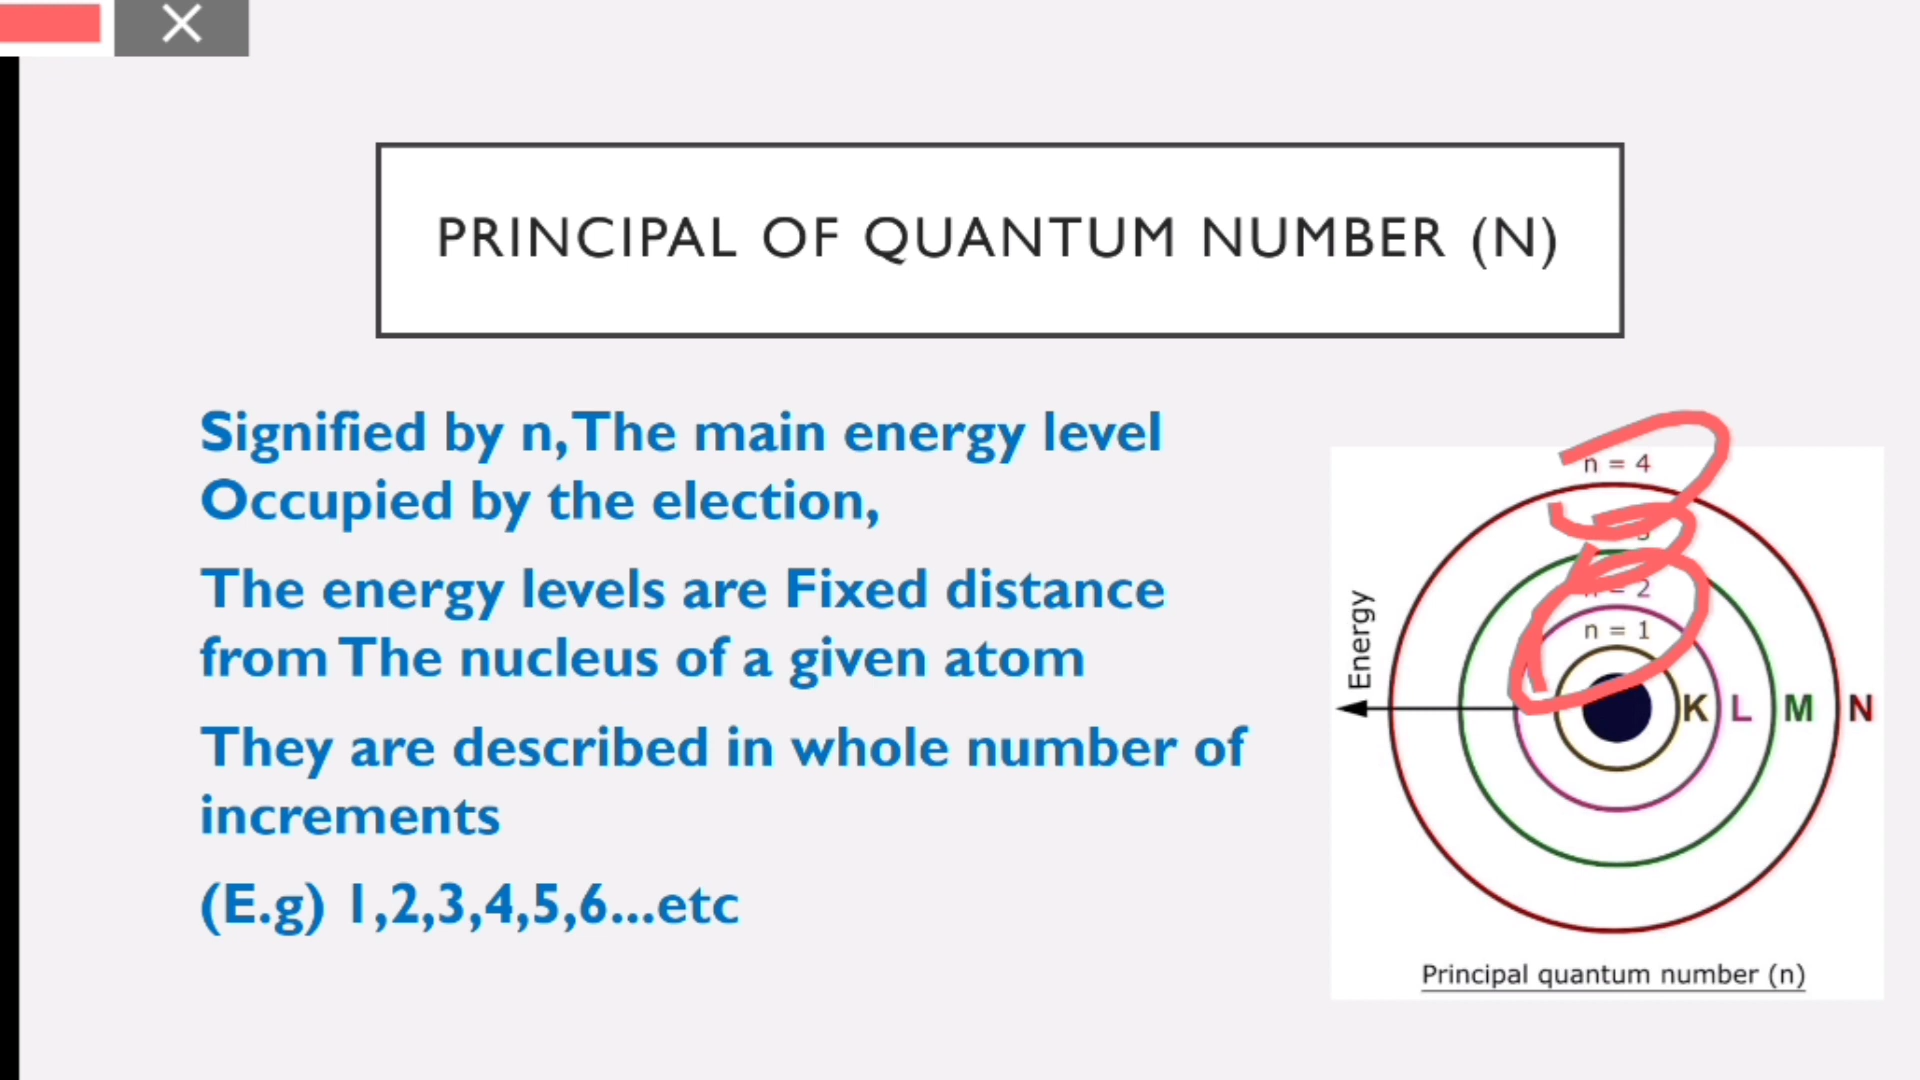 PRINCIPAL OF QUANTUM NUMBER (N)
Signified by n, The main energy level
Occupied by the election,
The energy levels are Fixed distance
from The nucleus of a given atom
They are described in whole number of
increments
(E.g) 1,2,3,4,5,6...etc
n = 4
3
n = 2
n = 1
Energy
K L M N
Principal quantum number (n)